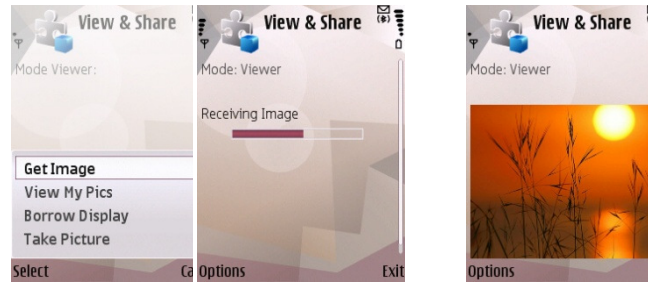 View & Share
Mode Viewer:
Get Image
View My Pics
Borrow Display
Take Picture
Select
View & Share
Mode: Viewer
Receiving Image
Options Exit
View & Share
Mode: Viewer
Options